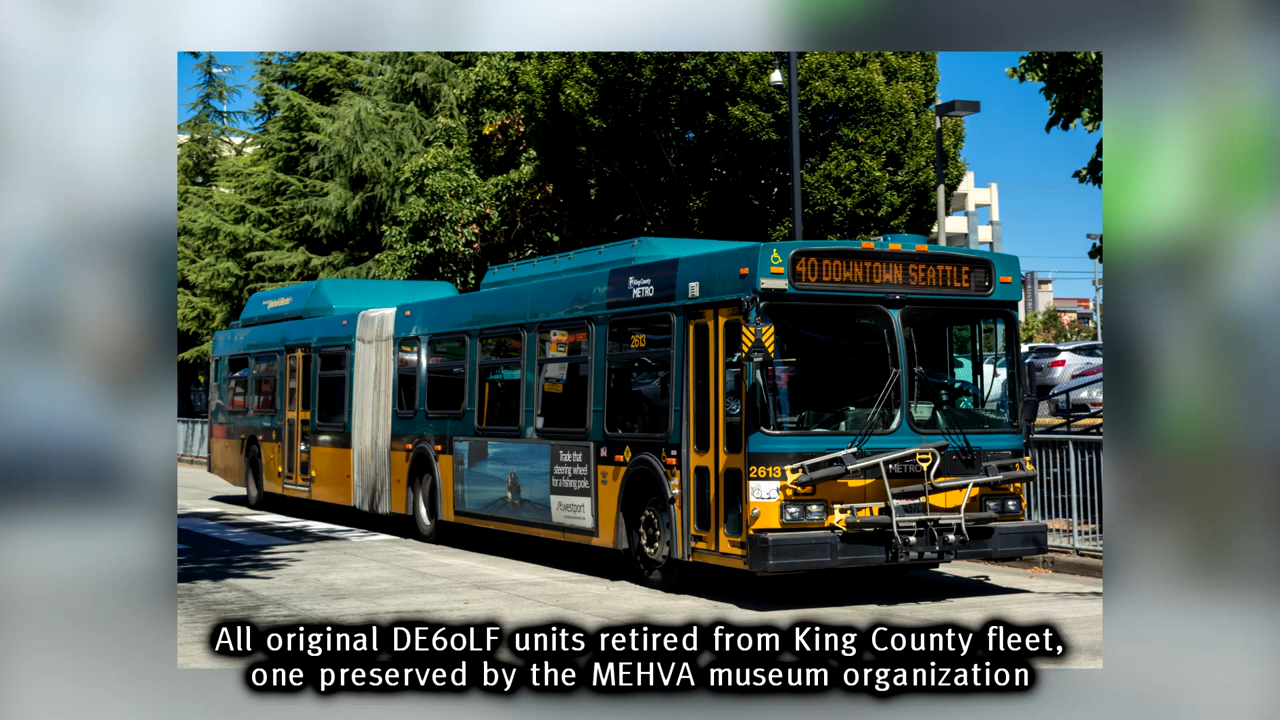 40 DOWNTOWN SEATTLE
King County
METRO
2613
Trade that
steering wheel
for a fishing pole.
westport
2613
METRO
All original DE60LF units retired from King County fleet,
one preserved by the MEHVA museum organization